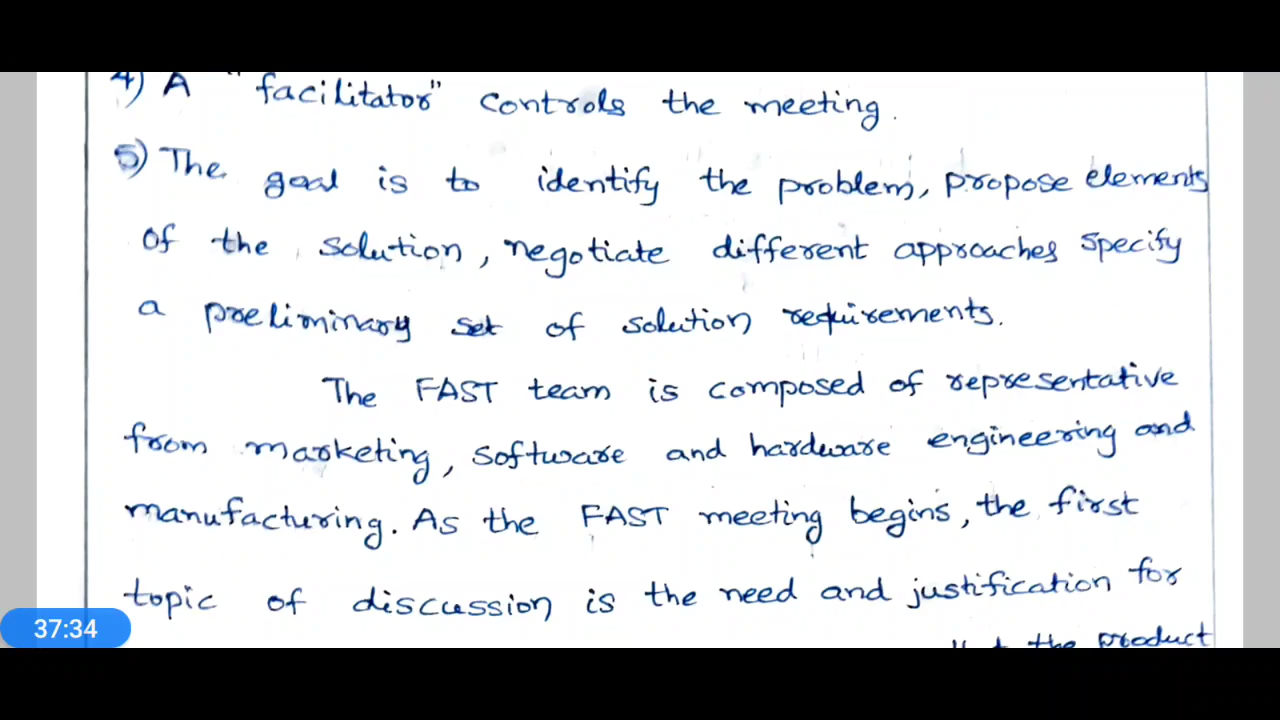 4) A "facilitator" controls the meeting.
5) The goal is to identify the problem, propose elements
of the solution, negotiate different approaches specify
a preliminary set of solution requirements.
The FAST team is composed of representative
from marketing, software and hardware engineering and
manufacturing. As the FAST meeting begins, the first
topic of discussion is the need and justification for
37:34
the product